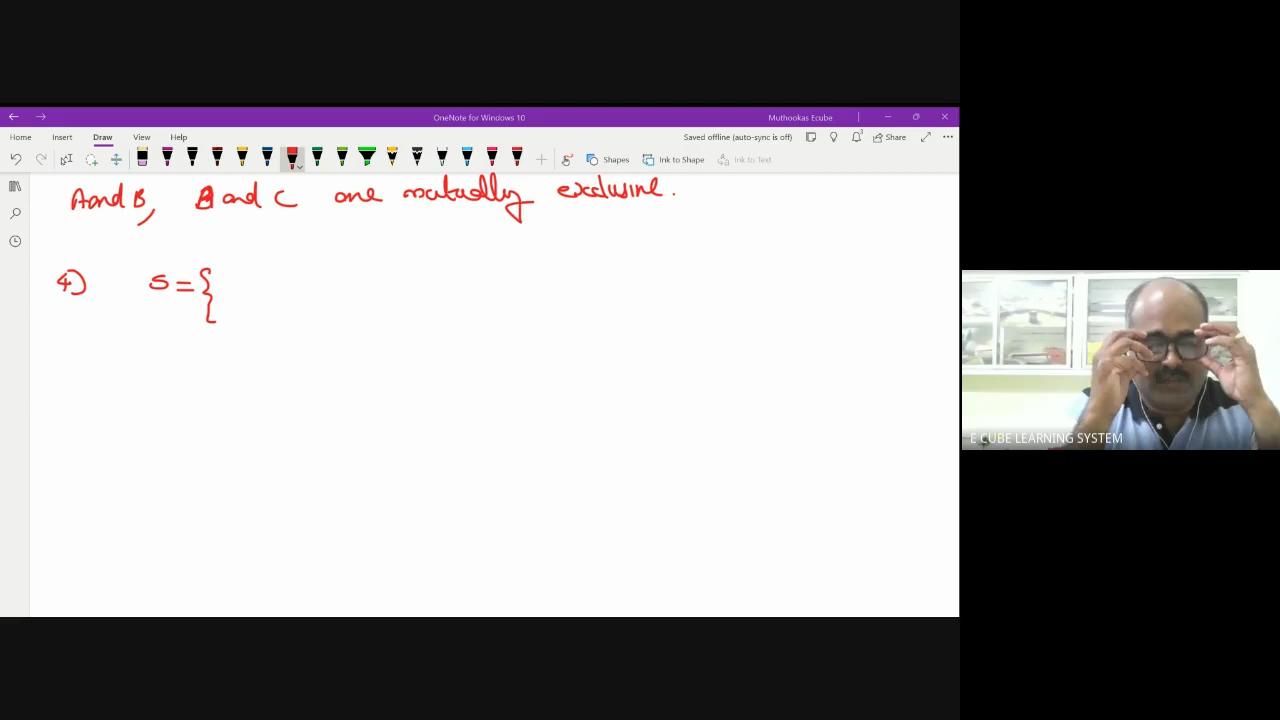 OneNote for Windows 10
Muthookas Ecube
Home Insert Draw View Help
Saved offline (auto-sync is off)
Share
Shapes
Ink to Shape
Ink to Text
A and B, B and C are mutually exclusive.
4) S = {
E CUBE LEARNING SYSTEM